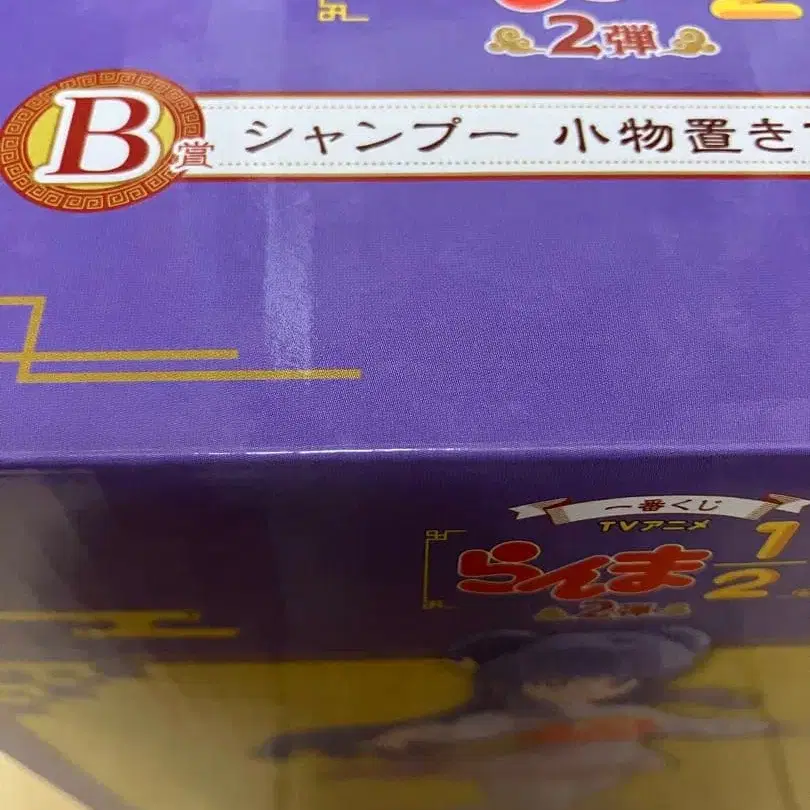 2
2弾
B賞 シャンプー 小物置き
一番くじ
TVアニメ
らんま1/2
2弾